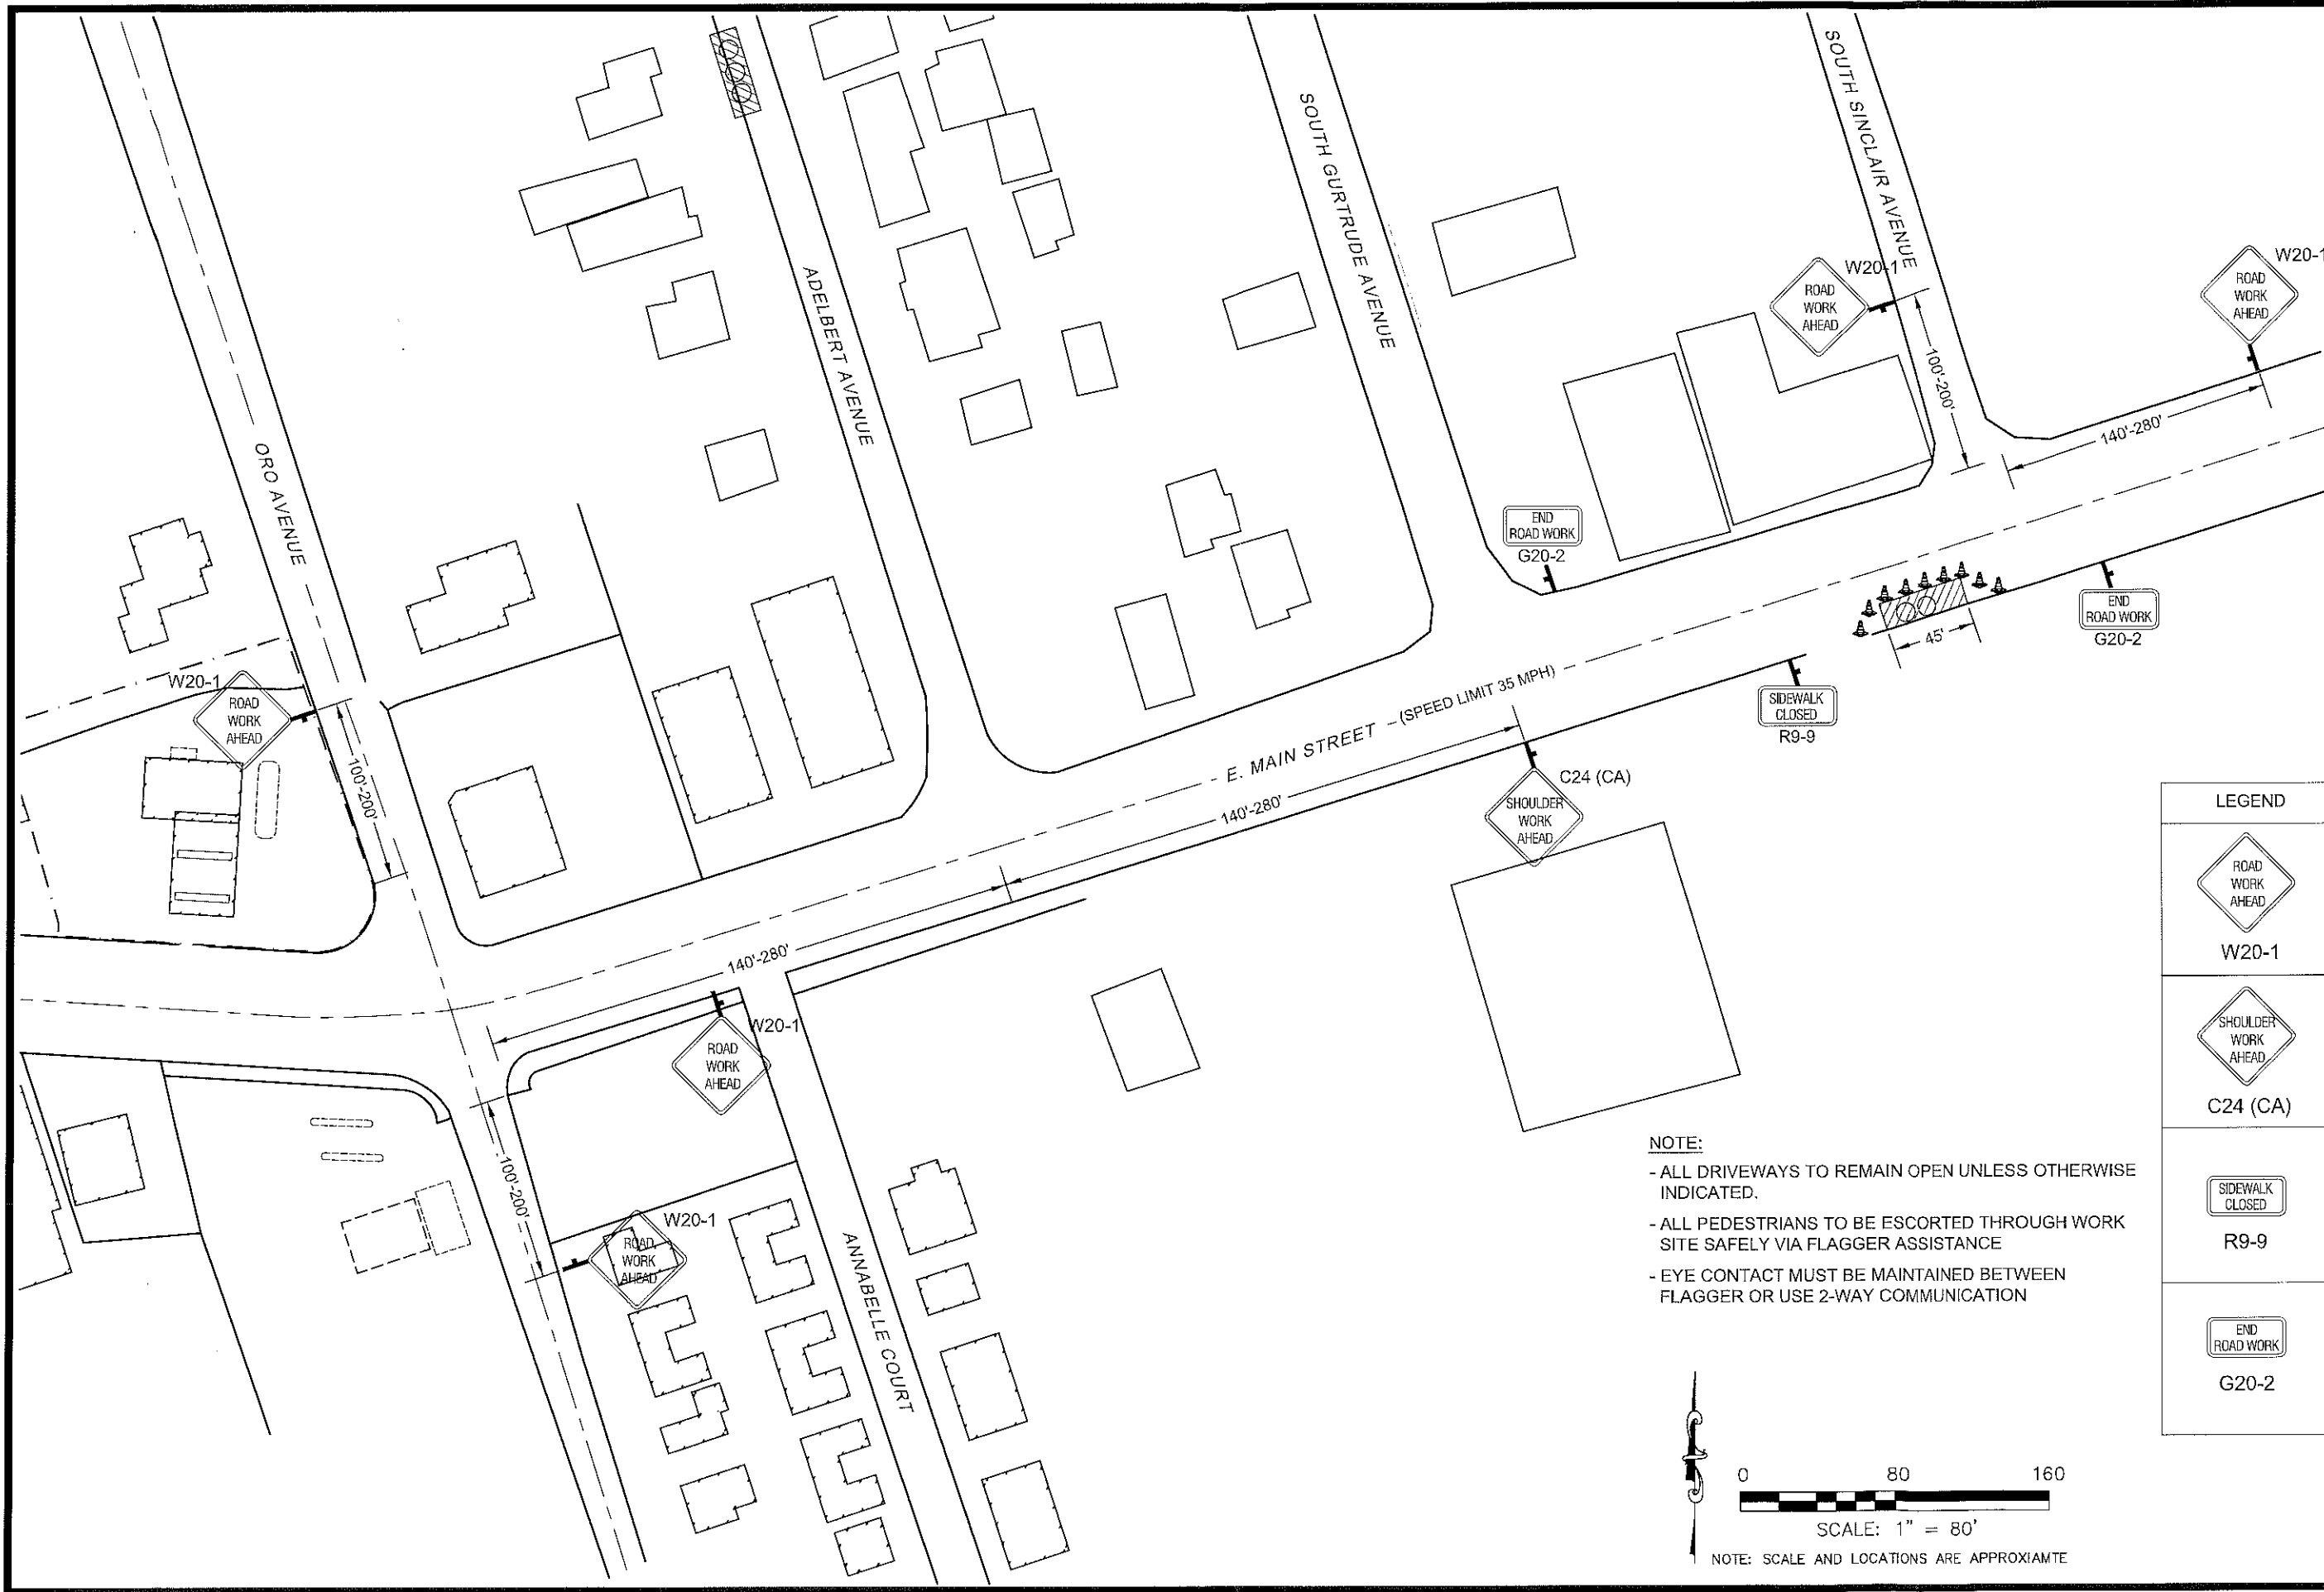 SOUTH SINCLAIR AVENUE
SOUTH GURTRUDE AVENUE
ADELBERT AVENUE
ORO AVENUE
W20-1
ROAD
WORK
AHEAD
W20-1
ROAD
WORK
AHEAD
100'-200'
140'-280'
END
ROAD WORK
G20-2
45'
END
ROAD WORK
G20-2
SIDEWALK
CLOSED
R9-9
W20-1
ROAD
WORK
AHEAD
100'-200'
E. MAIN STREET - (SPEED LIMIT 35 MPH)
140'-280'
C24 (CA)
SHOULDER
WORK
AHEAD
140'-280'
W20-1
ROAD
WORK
AHEAD
100'-200'
W20-1
ROAD
WORK
AHEAD
ANNABELLE COURT
LEGEND
ROAD
WORK
AHEAD
W20-1
SHOULDER
WORK
AHEAD
C24 (CA)
SIDEWALK
CLOSED
R9-9
END
ROAD WORK
G20-2
NOTE:
- ALL DRIVEWAYS TO REMAIN OPEN UNLESS OTHERWISE
INDICATED.
- ALL PEDESTRIANS TO BE ESCORTED THROUGH WORK
SITE SAFELY VIA FLAGGER ASSISTANCE
- EYE CONTACT MUST BE MAINTAINED BETWEEN
FLAGGER OR USE 2-WAY COMMUNICATION
0 80 160
SCALE: 1" = 80'
NOTE: SCALE AND LOCATIONS ARE APPROXIAMTE